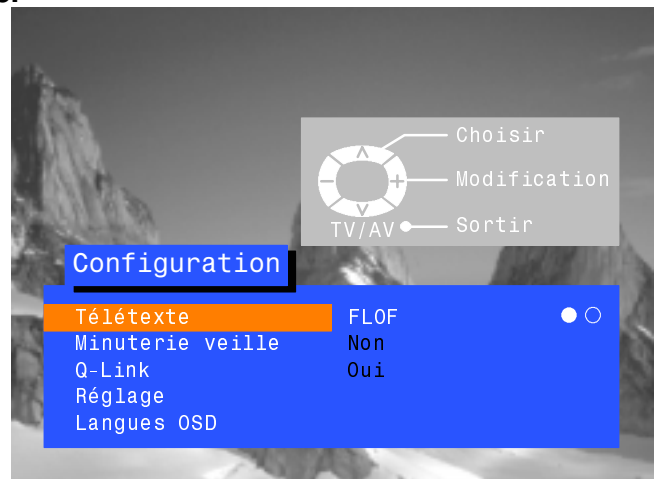 Choisir
Modification
TV/AV Sortir
Configuration
Télétexte FLOF
Minuterie veille Non
Q-Link Oui
Réglage
Langues OSD